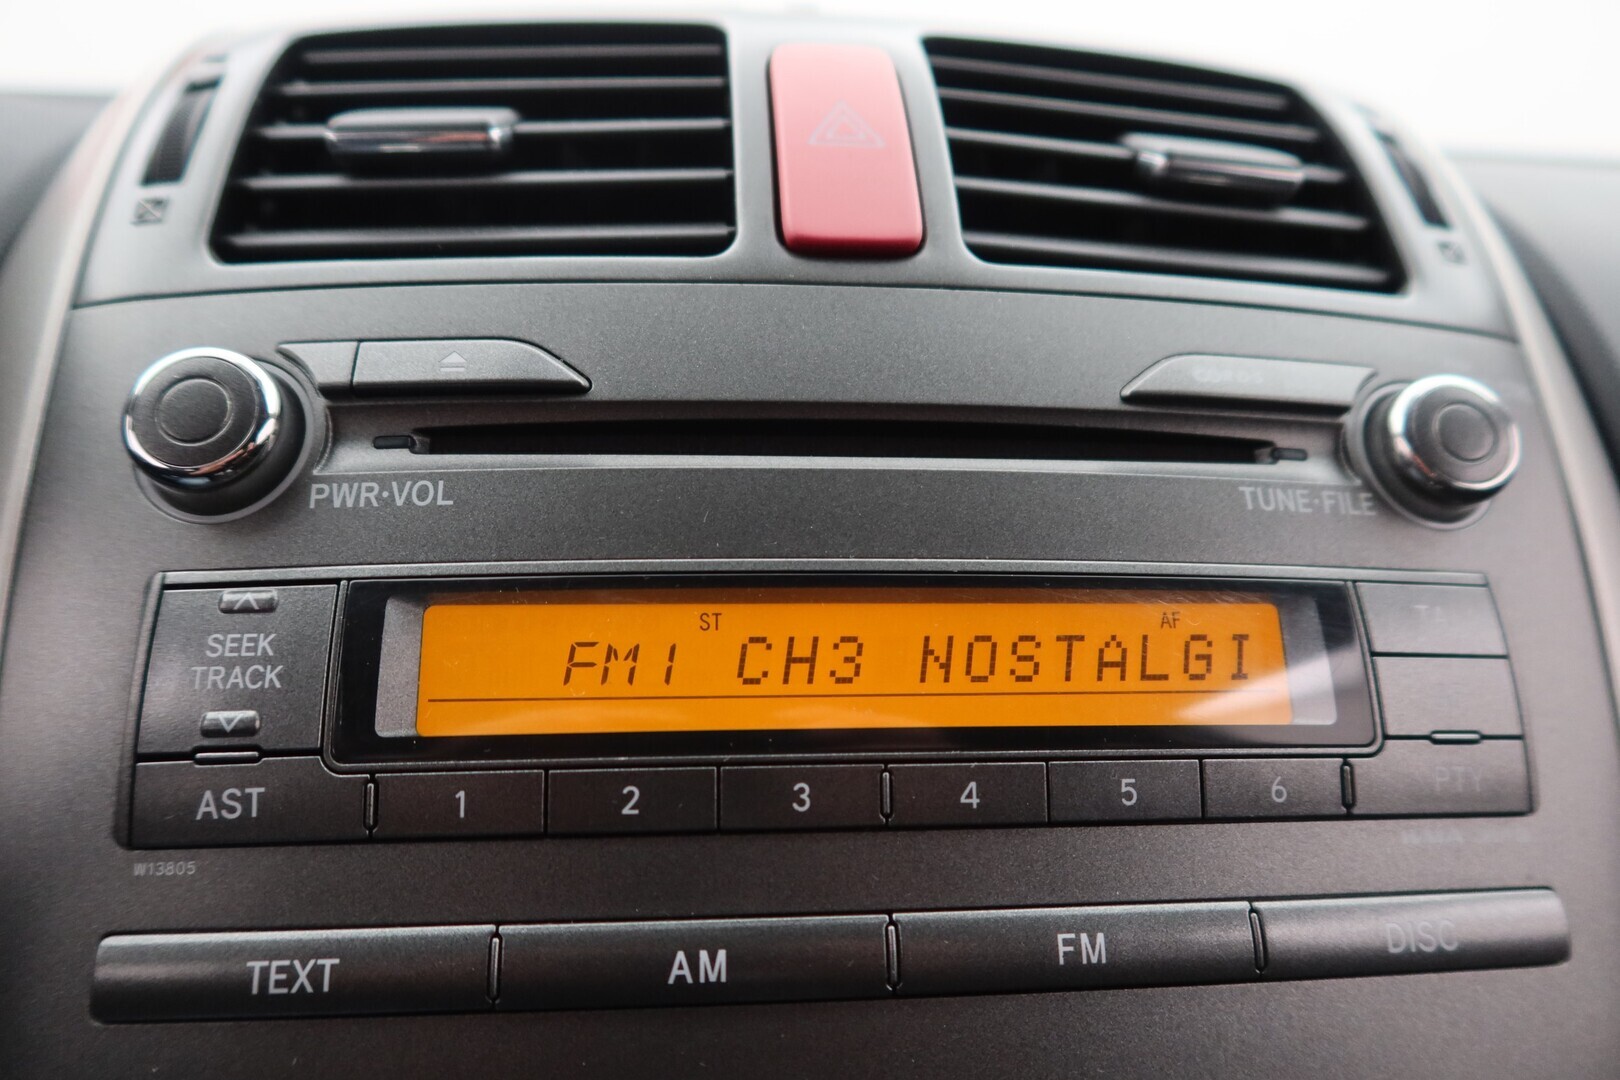 PWR·VOL
TUNE·FILE
SEEK
TRACK
ST
AF
FM1 CH3 NOSTALGI
AST
1
2
3
4
5
6
PTY
W13805
TEXT
AM
FM
DISC